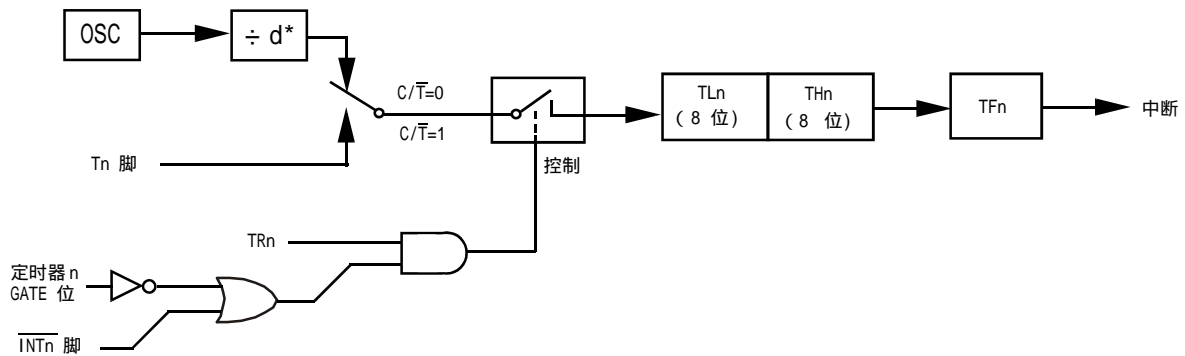 OSC
÷ d*
C/T̅=0
C/T̅=1
Tn 脚
控制
TLn
(8 位)
THn
(8 位)
TFn
中断
TRn
定时器 n
GATE 位
I̅N̅T̅n̅ 脚